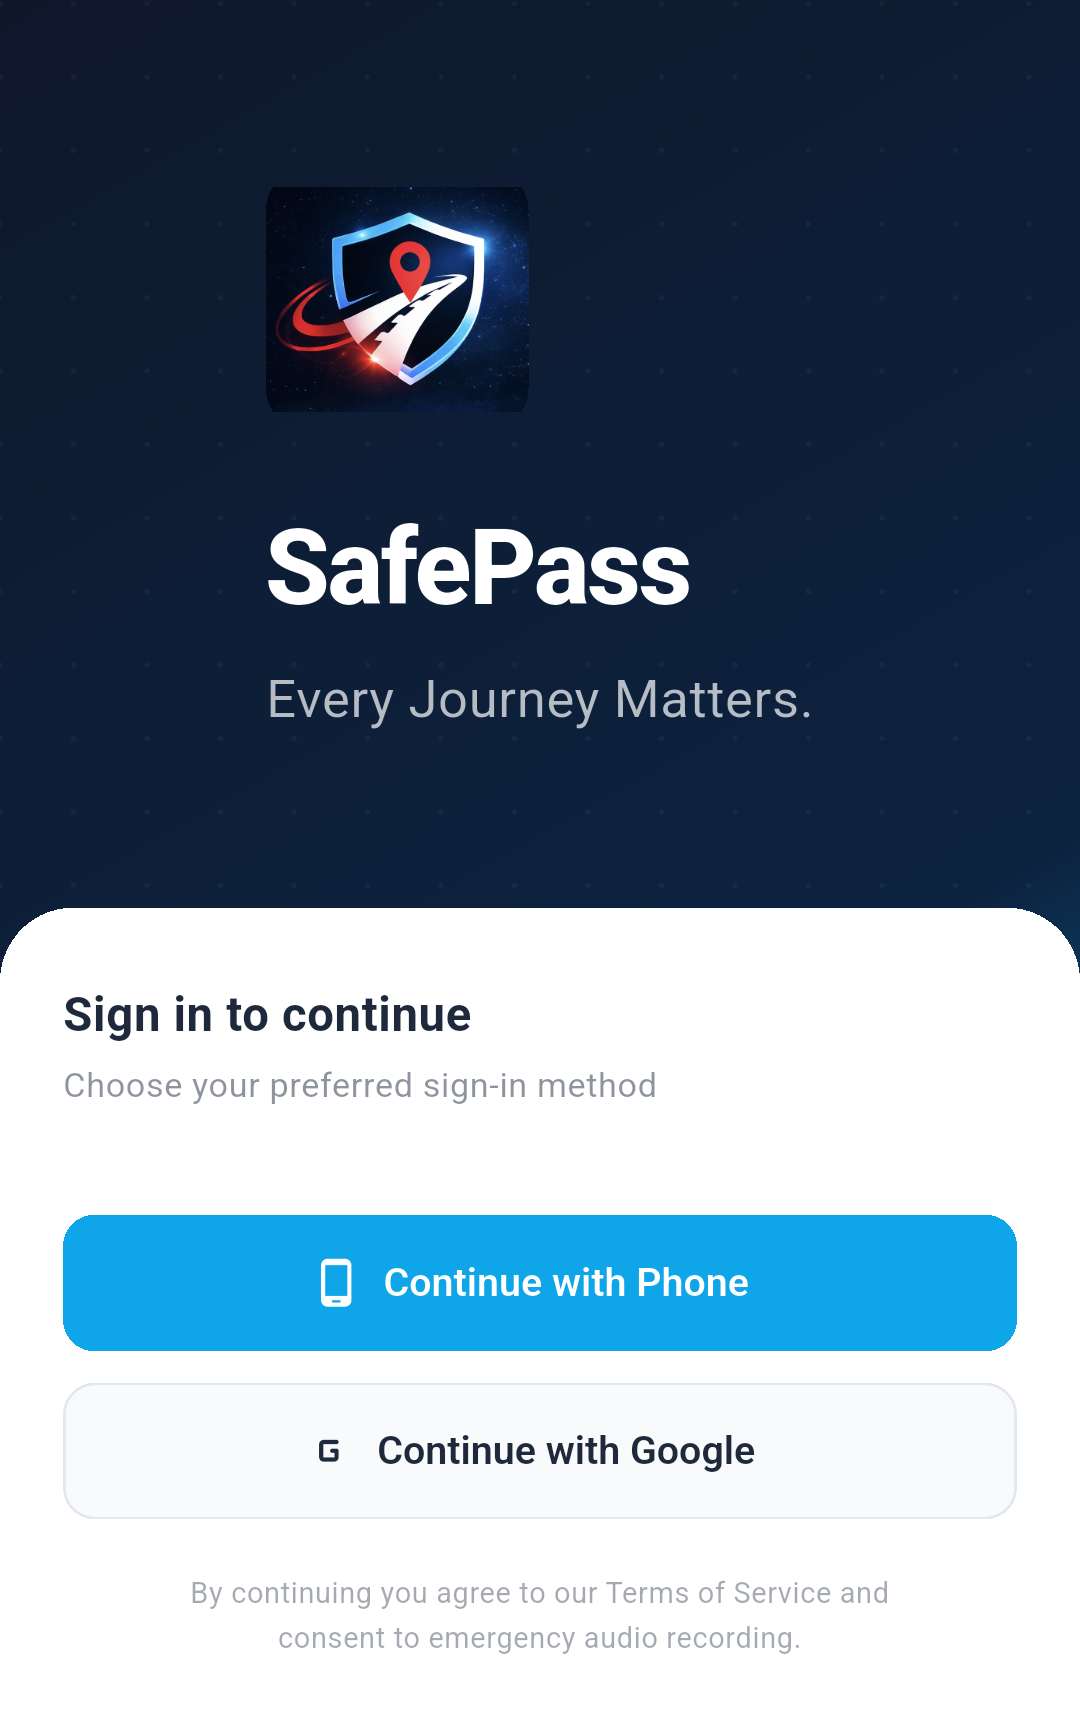 SafePass
Every Journey Matters.
Sign in to continue
Choose your preferred sign-in method
Continue with Phone
G Continue with Google
By continuing you agree to our Terms of Service and
consent to emergency audio recording.